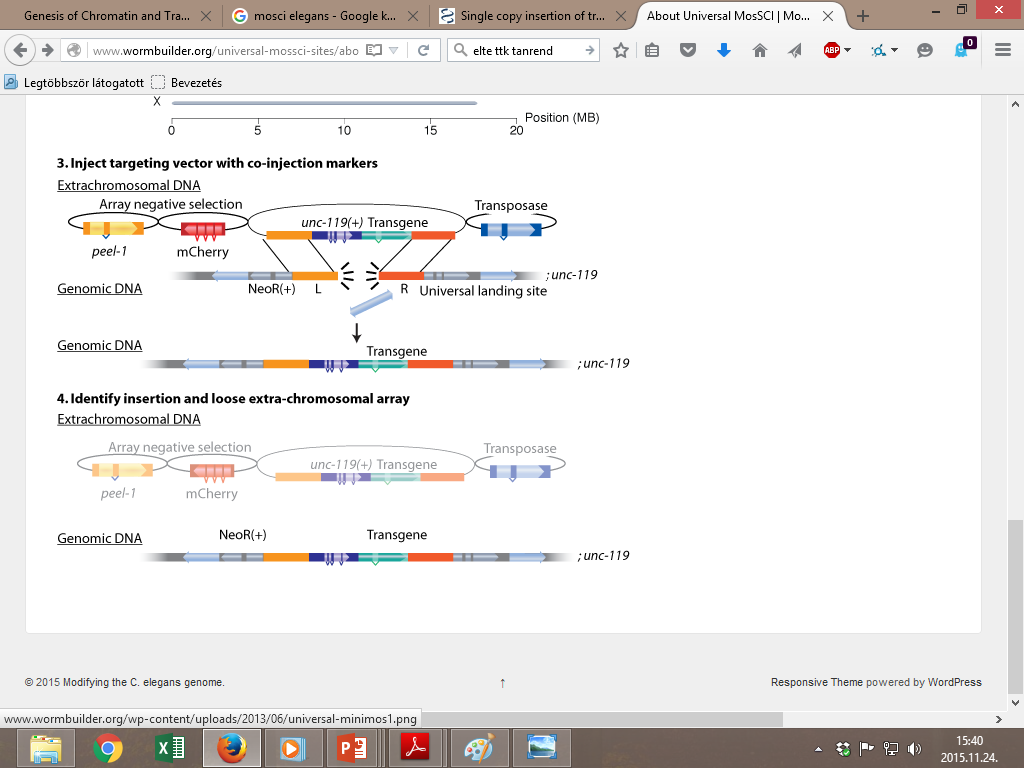 Genesis of Chromatin and Tra...
mosci elegans - Google k...
Single copy insertion of tr...
About Universal MosSCI | Mo...
www.wormbuilder.org/universal-mossci-sites/abo
elte ttk tanrend
ABP
0
Legtöbbször látogatott
Bevezetés
X
0 5 10 15 20
Position (MB)
3. Inject targeting vector with co-injection markers
Extrachromosomal DNA
Array negative selection
unc-119(+) Transgene
Transposase
peel-1
mCherry
;unc-119
Genomic DNA
NeoR(+) L R Universal landing site
Genomic DNA
Transgene
;unc-119
4. Identify insertion and loose extra-chromosomal array
Extrachromosomal DNA
Array negative selection
unc-119(+) Transgene
Transposase
peel-1
mCherry
Genomic DNA
NeoR(+)
Transgene
;unc-119
© 2015 Modifying the C. elegans genome.
↑
Responsive Theme powered by WordPress
www.wormbuilder.org/wp-content/uploads/2013/06/universal-minimos1.png
15:40
2015.11.24.